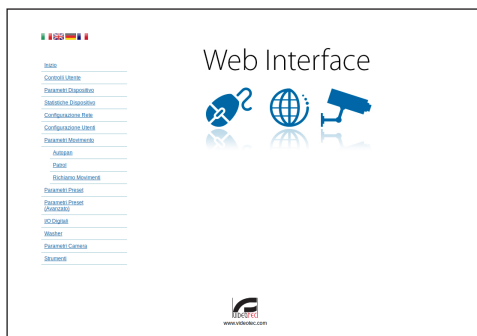 Web Interface
Inizio
Controlli Utente
Parametri Dispositivo
Statistiche Dispositivo
Configurazione Rete
Configurazione Utenti
Parametri Movimento
Autopan
Patrol
Richiamo Movimenti
Parametri Preset
Parametri Preset
(Avanzato)
I/O Digitali
Washer
Parametri Camera
Strumenti
VIDEOTEC
www.videotec.com